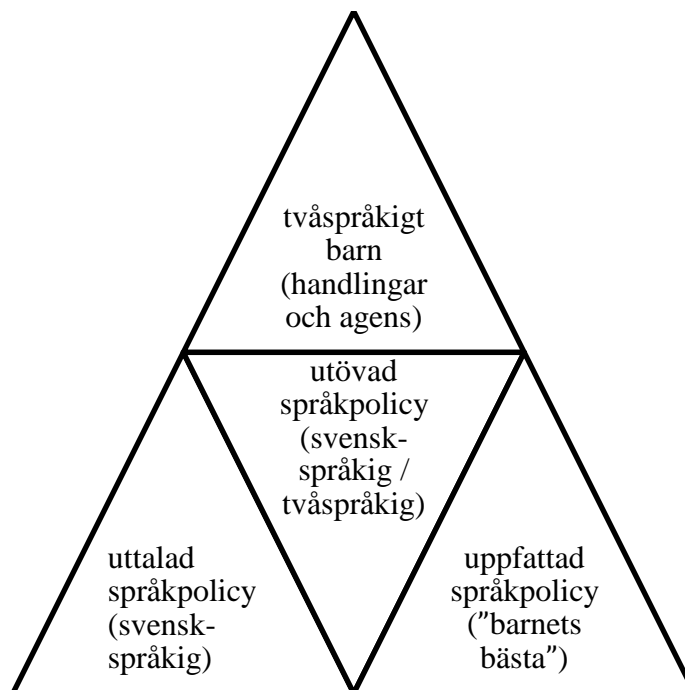 tvåspråkigt
barn
(handlingar
och agens)
utövad
språkpolicy
(svensk-
språkig /
tvåspråkig)
uttalad
språkpolicy
(svensk-
språkig)
uppfattad
språkpolicy
(”barnets
bästa”)